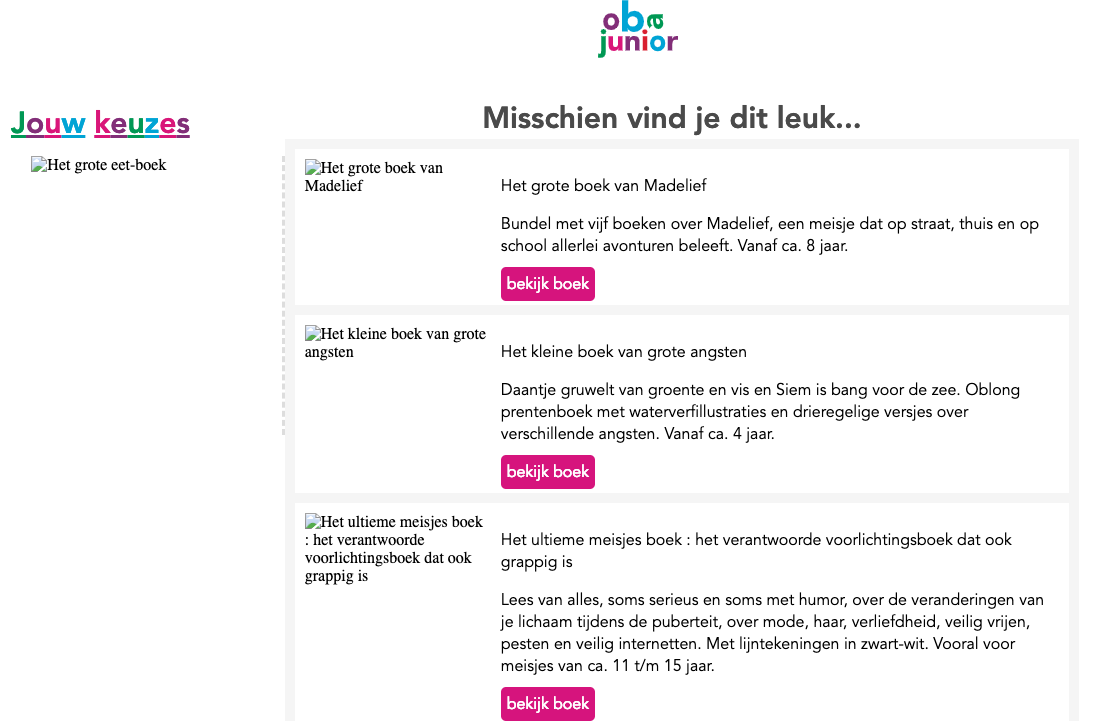 oba
junior
Jouw keuzes
Het grote eet-boek
Misschien vind je dit leuk...
Het grote boek van
Madelief
Het grote boek van Madelief
Bundel met vijf boeken over Madelief, een meisje dat op straat, thuis en op
school allerlei avonturen beleeft. Vanaf ca. 8 jaar.
bekijk boek
Het kleine boek van grote
angsten
Het kleine boek van grote angsten
Daantje gruwelt van groente en vis en Siem is bang voor de zee. Oblong
prentenboek met waterverfillustraties en drieregelige versjes over
verschillende angsten. Vanaf ca. 4 jaar.
bekijk boek
Het ultieme meisjes boek
: het verantwoorde
voorlichtingsboek dat ook
grappig is
Het ultieme meisjes boek : het verantwoorde voorlichtingsboek dat ook
grappig is
Lees van alles, soms serieus en soms met humor, over de veranderingen van
je lichaam tijdens de puberteit, over mode, haar, verliefdheid, veilig vrijen,
pesten en veilig internetten. Met lijntekeningen in zwart-wit. Vooral voor
meisjes van ca. 11 t/m 15 jaar.
bekijk boek